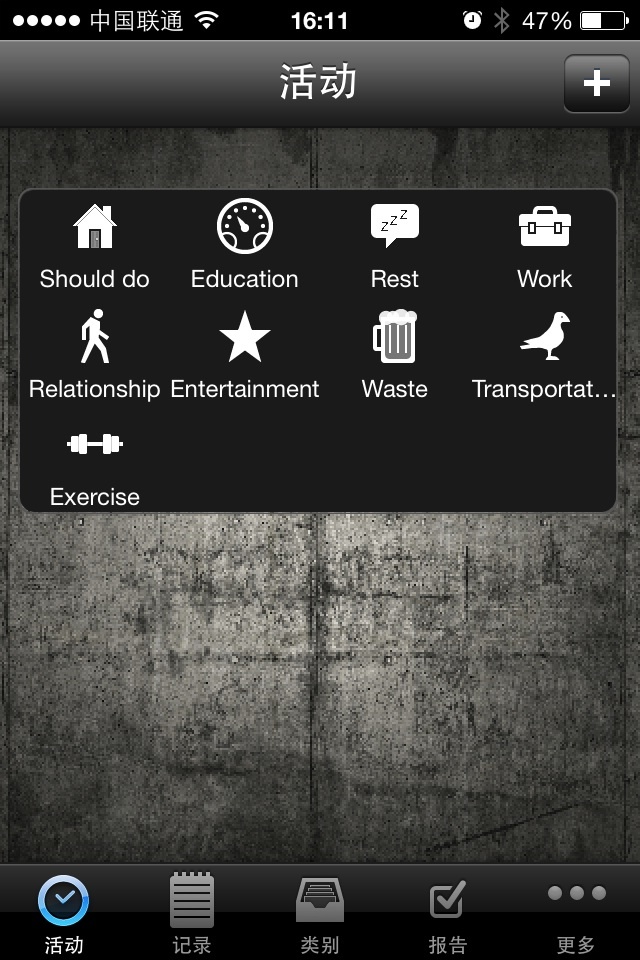 中国联通 16:11 47%
活动
Should do Education Rest Work
Relationship Entertainment Waste Transportat...
Exercise
活动 记录 类别 报告 更多